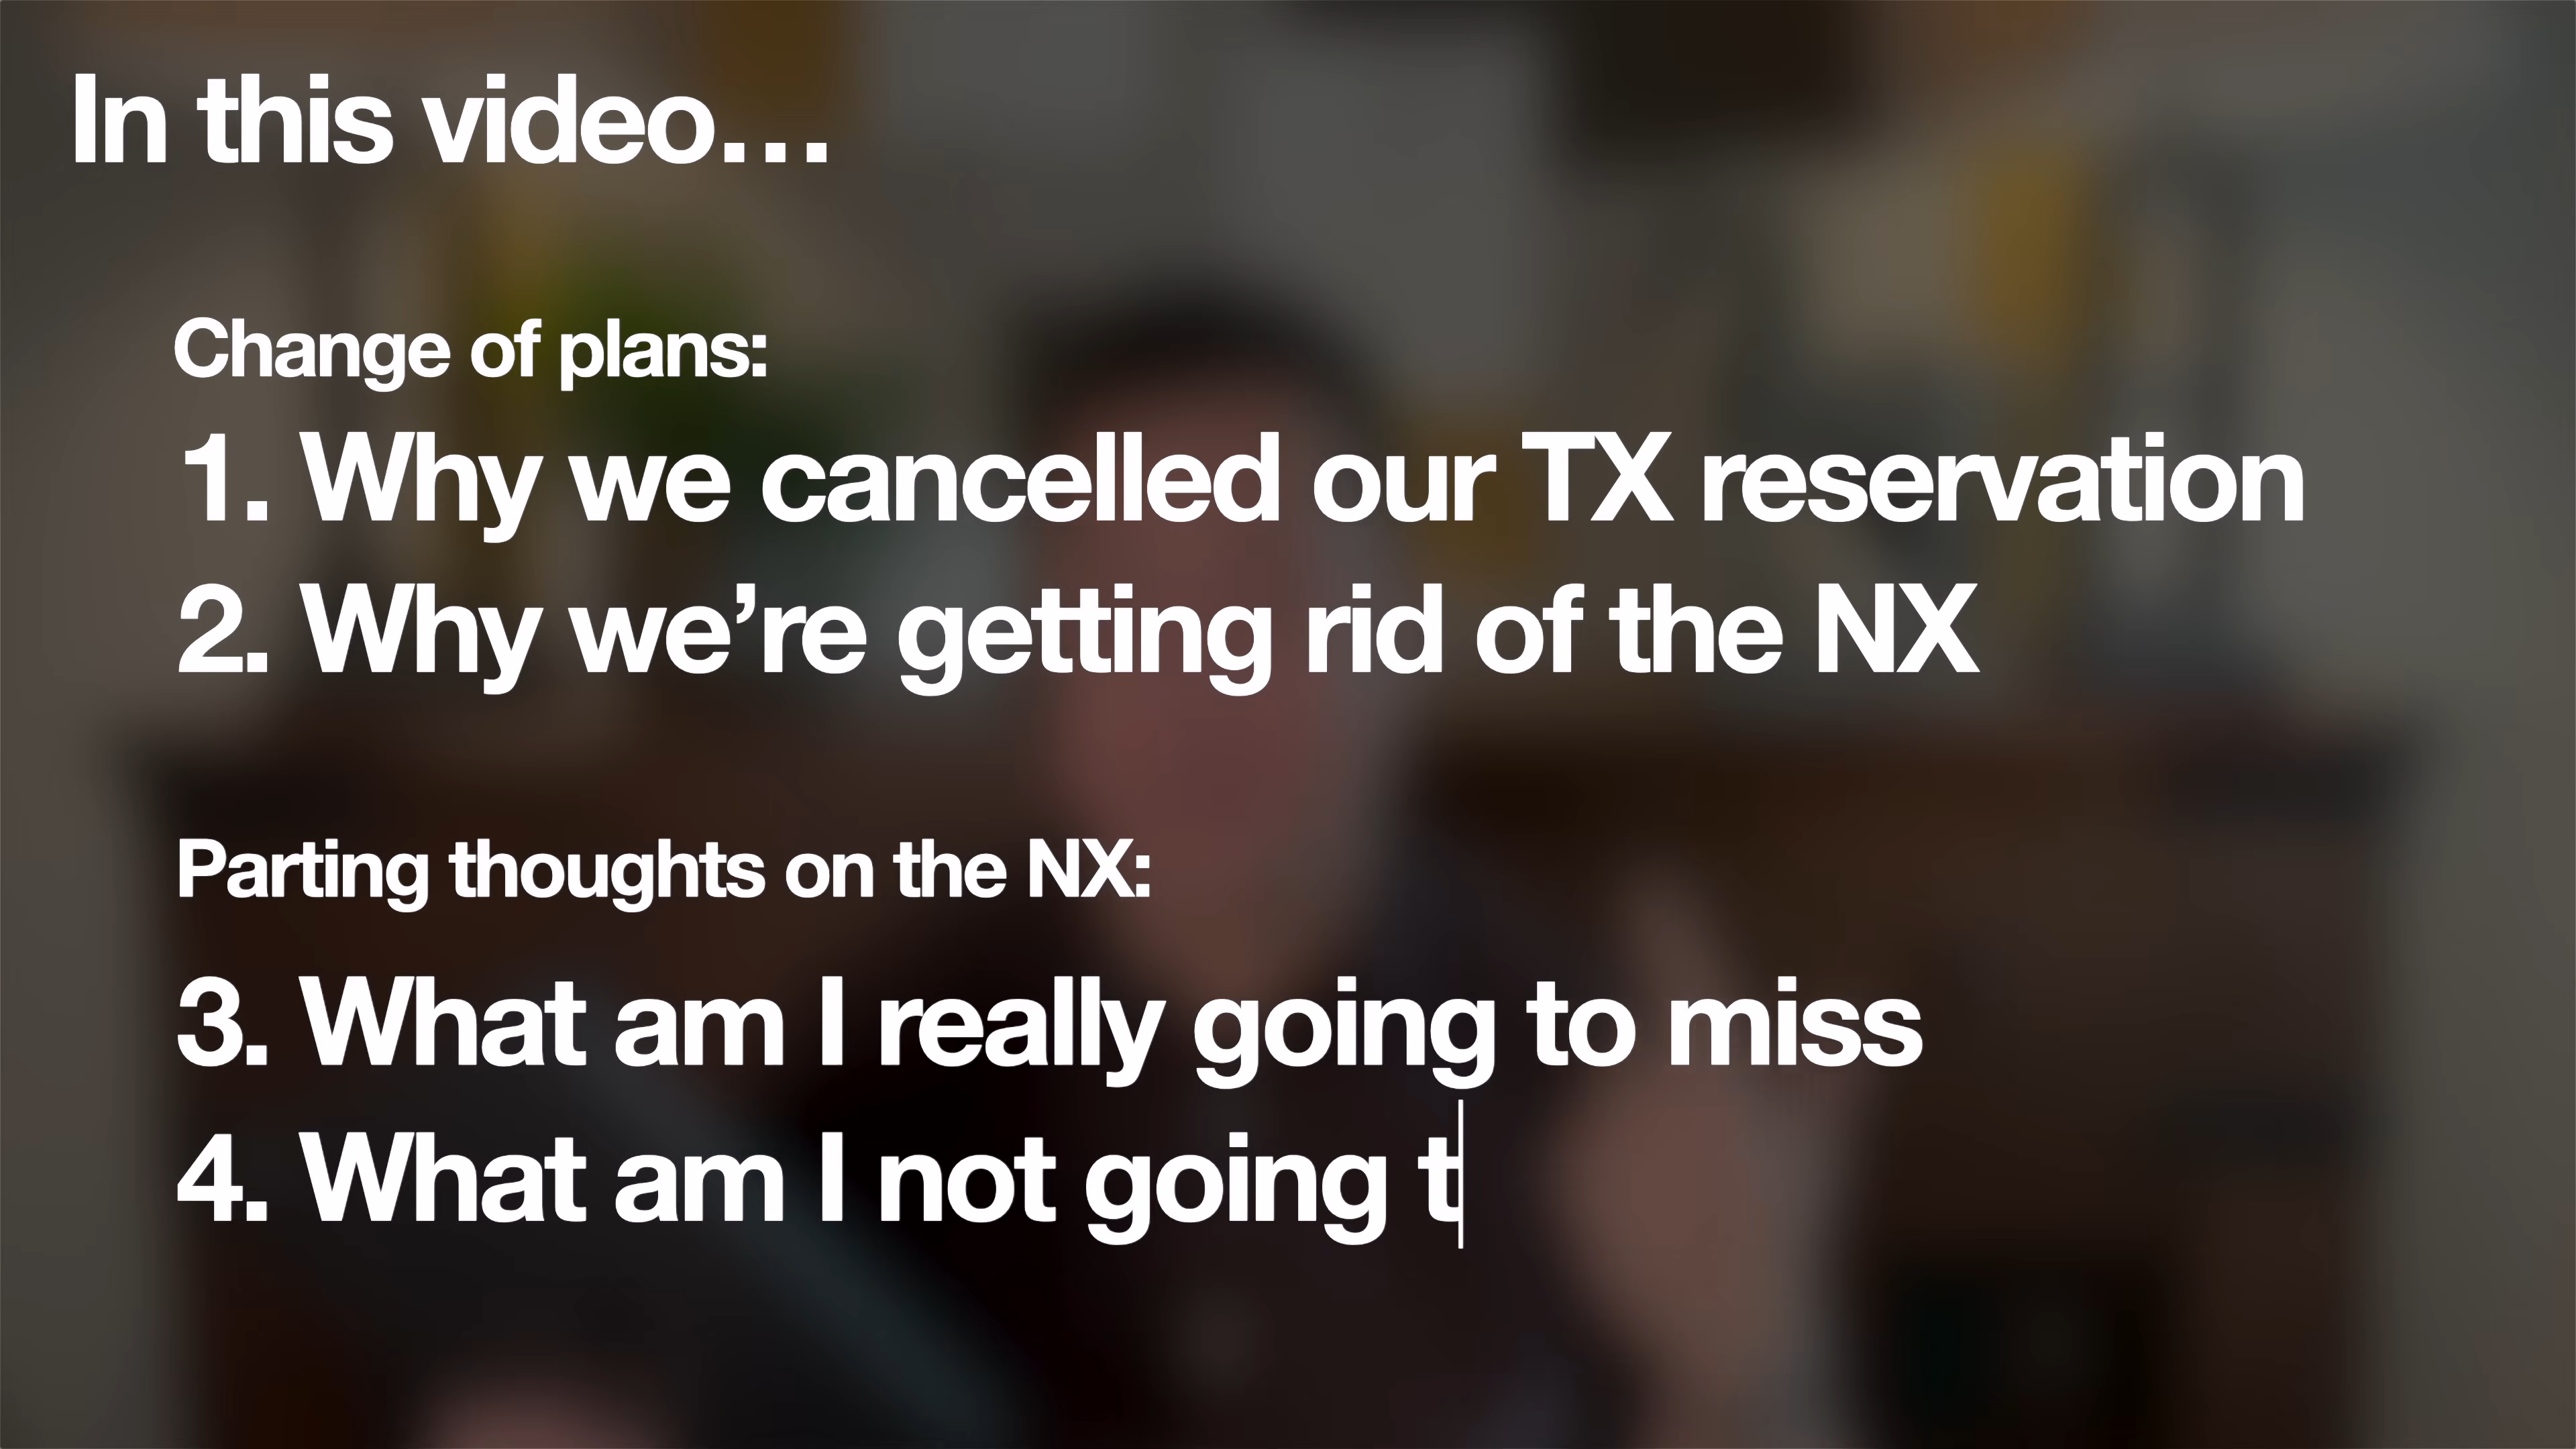 In this video…
Change of plans:
1. Why we cancelled our TX reservation
2. Why we’re getting rid of the NX
Parting thoughts on the NX:
3. What am I really going to miss
4. What am I not going t